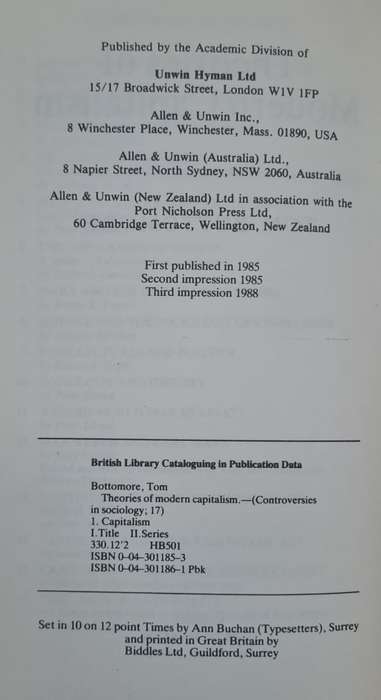 Published by the Academic Division of
Unwin Hyman Ltd
15/17 Broadwick Street, London W1V 1FP
Allen & Unwin Inc.,
8 Winchester Place, Winchester, Mass. 01890, USA
Allen & Unwin (Australia) Ltd.,
8 Napier Street, North Sydney, NSW 2060, Australia
Allen & Unwin (New Zealand) Ltd in association with the
Port Nicholson Press Ltd,
60 Cambridge Terrace, Wellington, New Zealand
First published in 1985
Second impression 1985
Third impression 1988
British Library Cataloguing in Publication Data
Bottomore, Tom
Theories of modern capitalism.—(Controversies
in sociology; 17)
1. Capitalism
I.Title II.Series
330.12'2 HB501
ISBN 0–04–301185–3
ISBN 0–04–301186–1 Pbk
Set in 10 on 12 point Times by Ann Buchan (Typesetters), Surrey
and printed in Great Britain by
Biddles Ltd, Guildford, Surrey